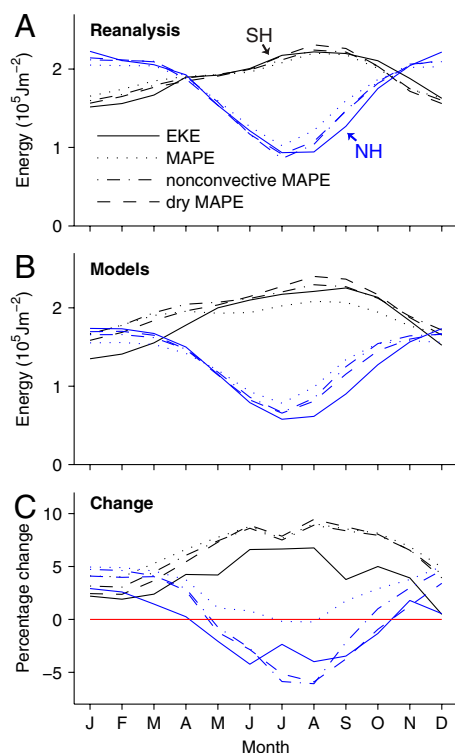 A
Reanalysis
SH
2
Energy (10⁵Jm⁻²)
EKE
MAPE
nonconvective MAPE
dry MAPE
NH
1
0
B
Models
2
Energy (10⁵Jm⁻²)
1
0
C
Change
10
5
Percentage change
0
−5
J F M A M J J A S O N D
Month